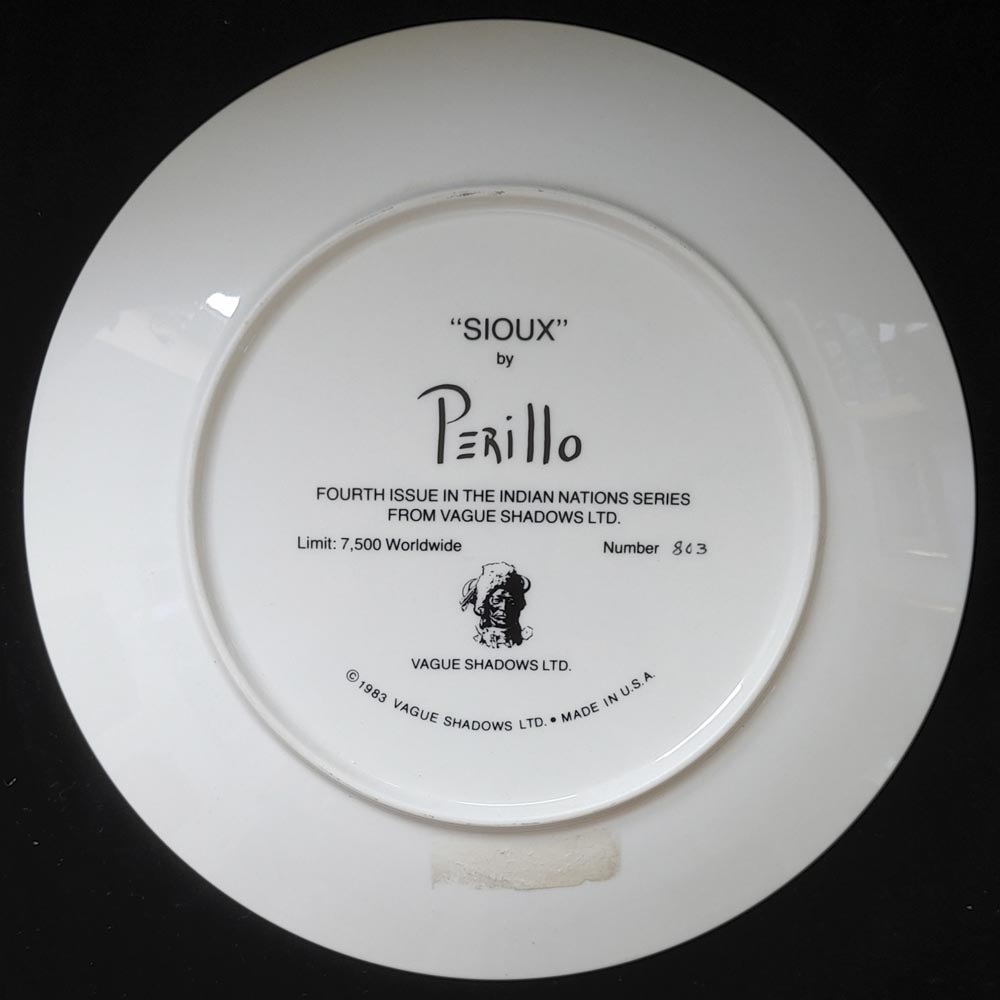 “SIOUX”
by
PERillo
FOURTH ISSUE IN THE INDIAN NATIONS SERIES
FROM VAGUE SHADOWS LTD.
Limit: 7,500 Worldwide Number 803
VAGUE SHADOWS LTD.
©1983 VAGUE SHADOWS LTD. • MADE IN U.S.A.